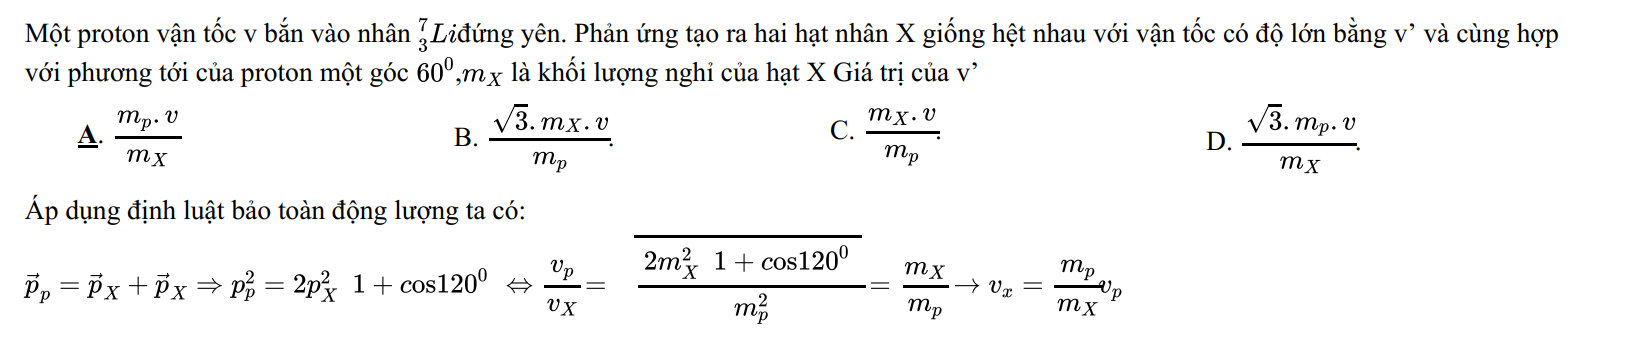 Một proton vận tốc v bắn vào nhân $^{7}_{3}Li$đứng yên. Phản ứng tạo ra hai hạt nhân X giống hệt nhau với vận tốc có độ lớn bằng v’ và cùng hợp
với phương tới của proton một góc $60^0$,$m_X$ là khối lượng nghỉ của hạt X Giá trị của v’
A. $\frac{m_p.v}{m_X}$ B. $\frac{\sqrt{3}.m_X.v}{m_p}$. C. $\frac{m_X.v}{m_p}$. D. $\frac{\sqrt{3}.m_p.v}{m_X}$.
Áp dụng định luật bảo toàn động lượng ta có:
$\vec{p}_p = \vec{p}_X + \vec{p}_X \Rightarrow p_p^2 = 2p_X^2 \;\; 1 + cos120^0 \Leftrightarrow \frac{v_p}{v_X} = \overline{\frac{2m_X^2 \;\; 1 + cos120^0}{m_p^2}} = \frac{m_X}{m_p} \rightarrow v_x = \frac{m_p}{m_X}v_p$